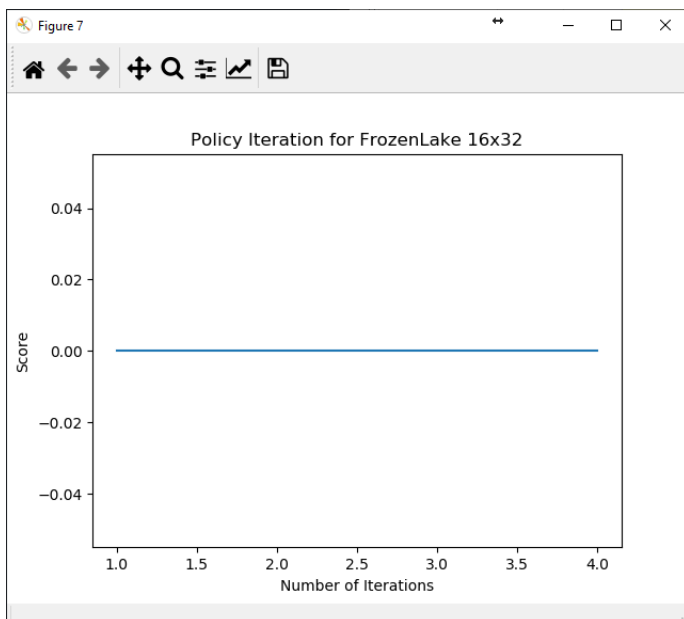 Figure 7
Policy Iteration for FrozenLake 16x32
0.04
0.02
0.00
−0.02
−0.04
Score
1.0 1.5 2.0 2.5 3.0 3.5 4.0
Number of Iterations